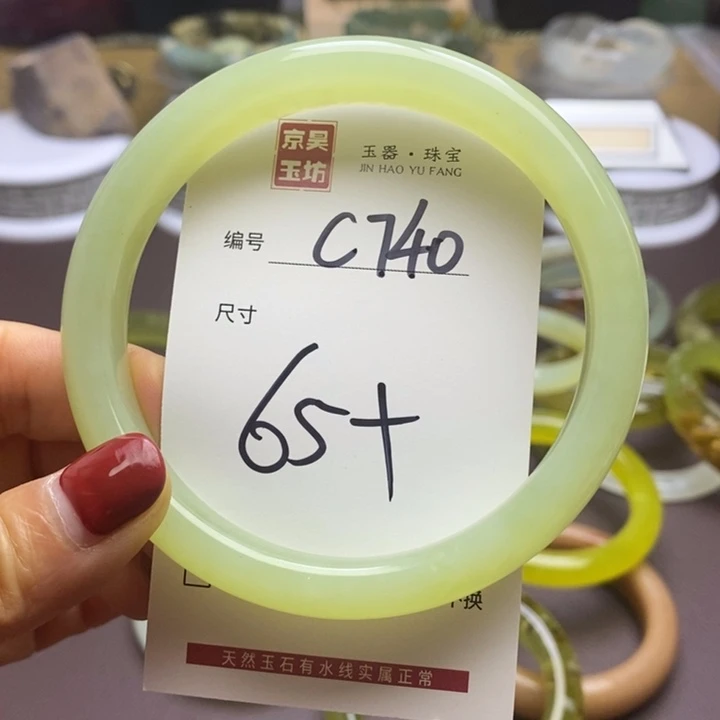 京昊
玉坊
玉器·珠宝
JIN HAO YU FANG
编号 C740
尺寸
65+
换
天然玉石有水线实属正常